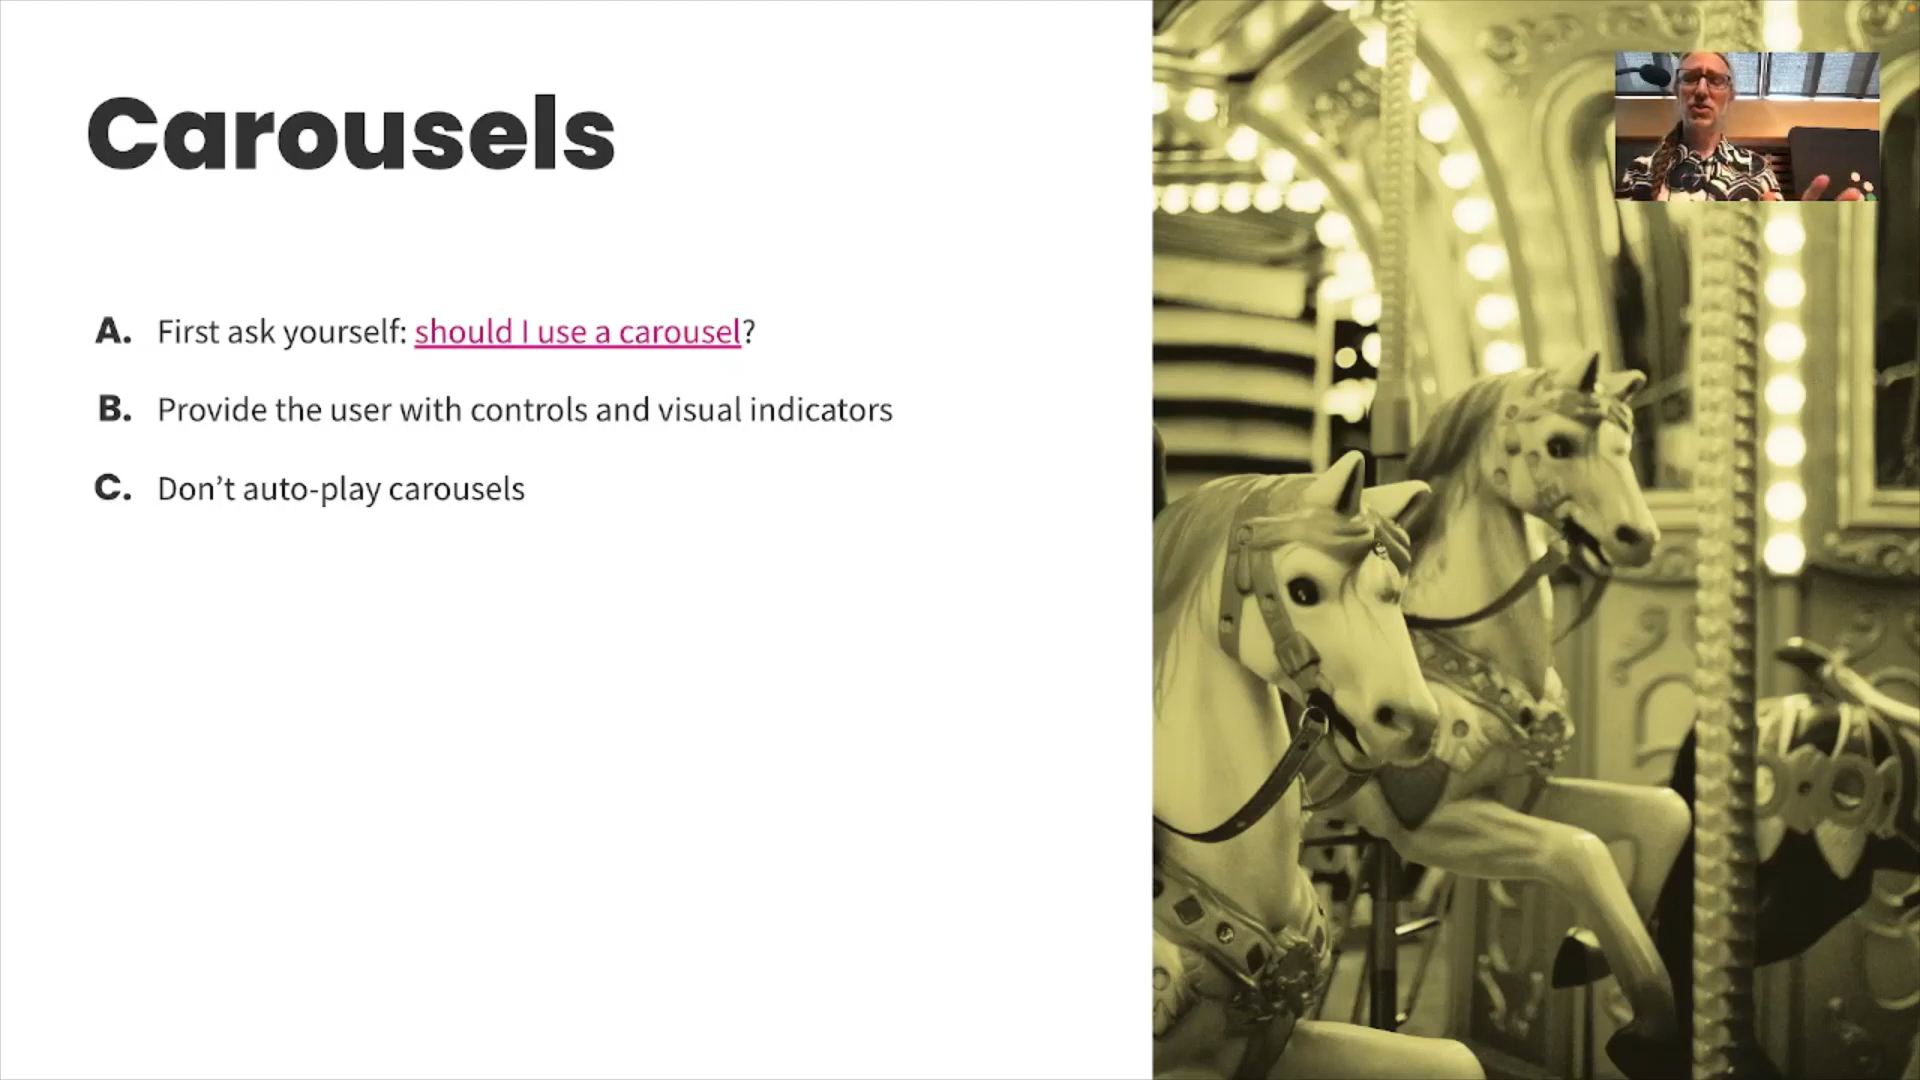 Carousels
A. First ask yourself: should I use a carousel?
B. Provide the user with controls and visual indicators
C. Don’t auto-play carousels